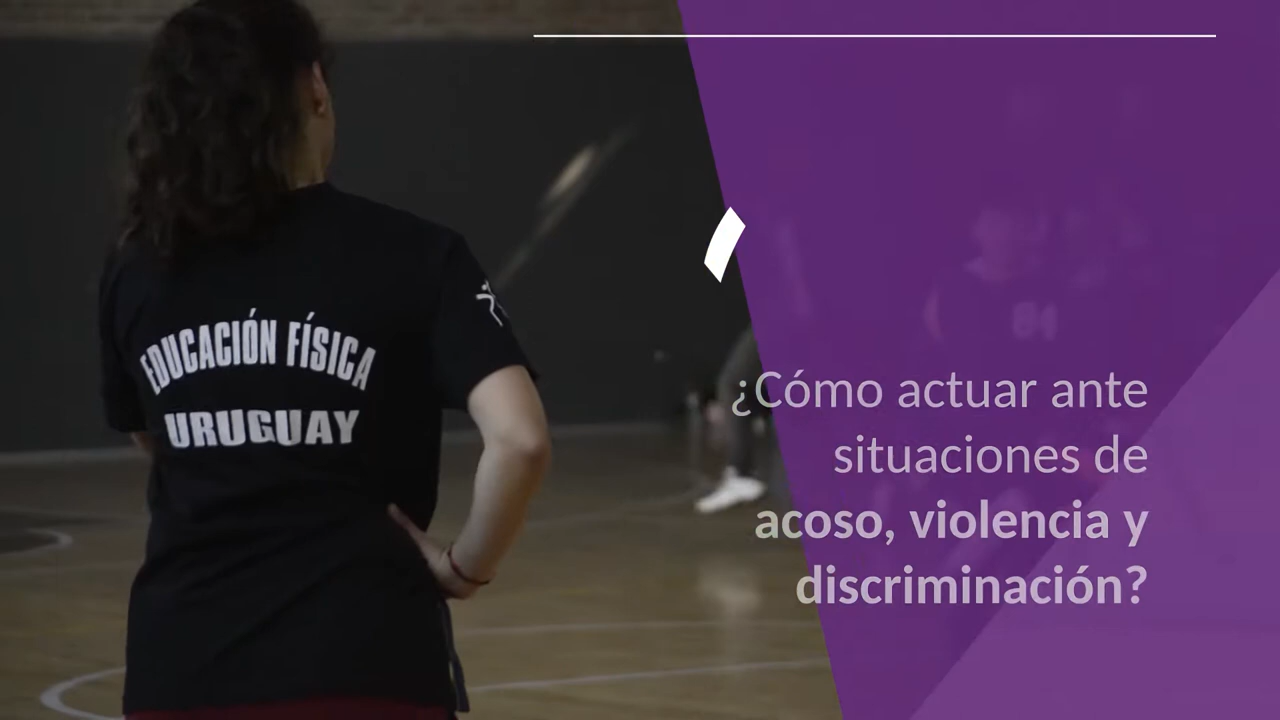 EDUCACIÓN FÍSICA
URUGUAY
¿Cómo actuar ante
situaciones de
acoso, violencia y
discriminación?